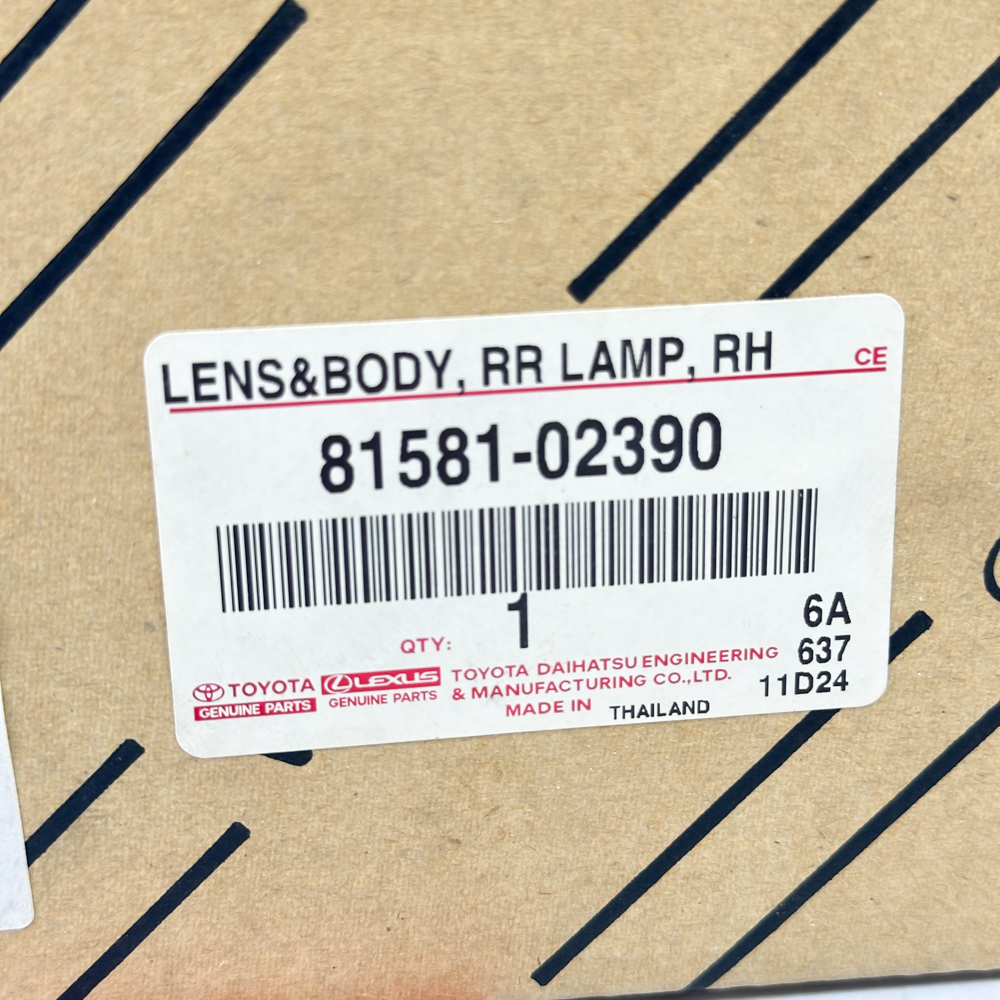 LENS&BODY, RR LAMP, RH
CE
81581-02390
QTY: 1
6A
637
11D24
TOYOTA
GENUINE PARTS
LEXUS
GENUINE PARTS
TOYOTA DAIHATSU ENGINEERING
& MANUFACTURING CO.,LTD.
MADE IN THAILAND